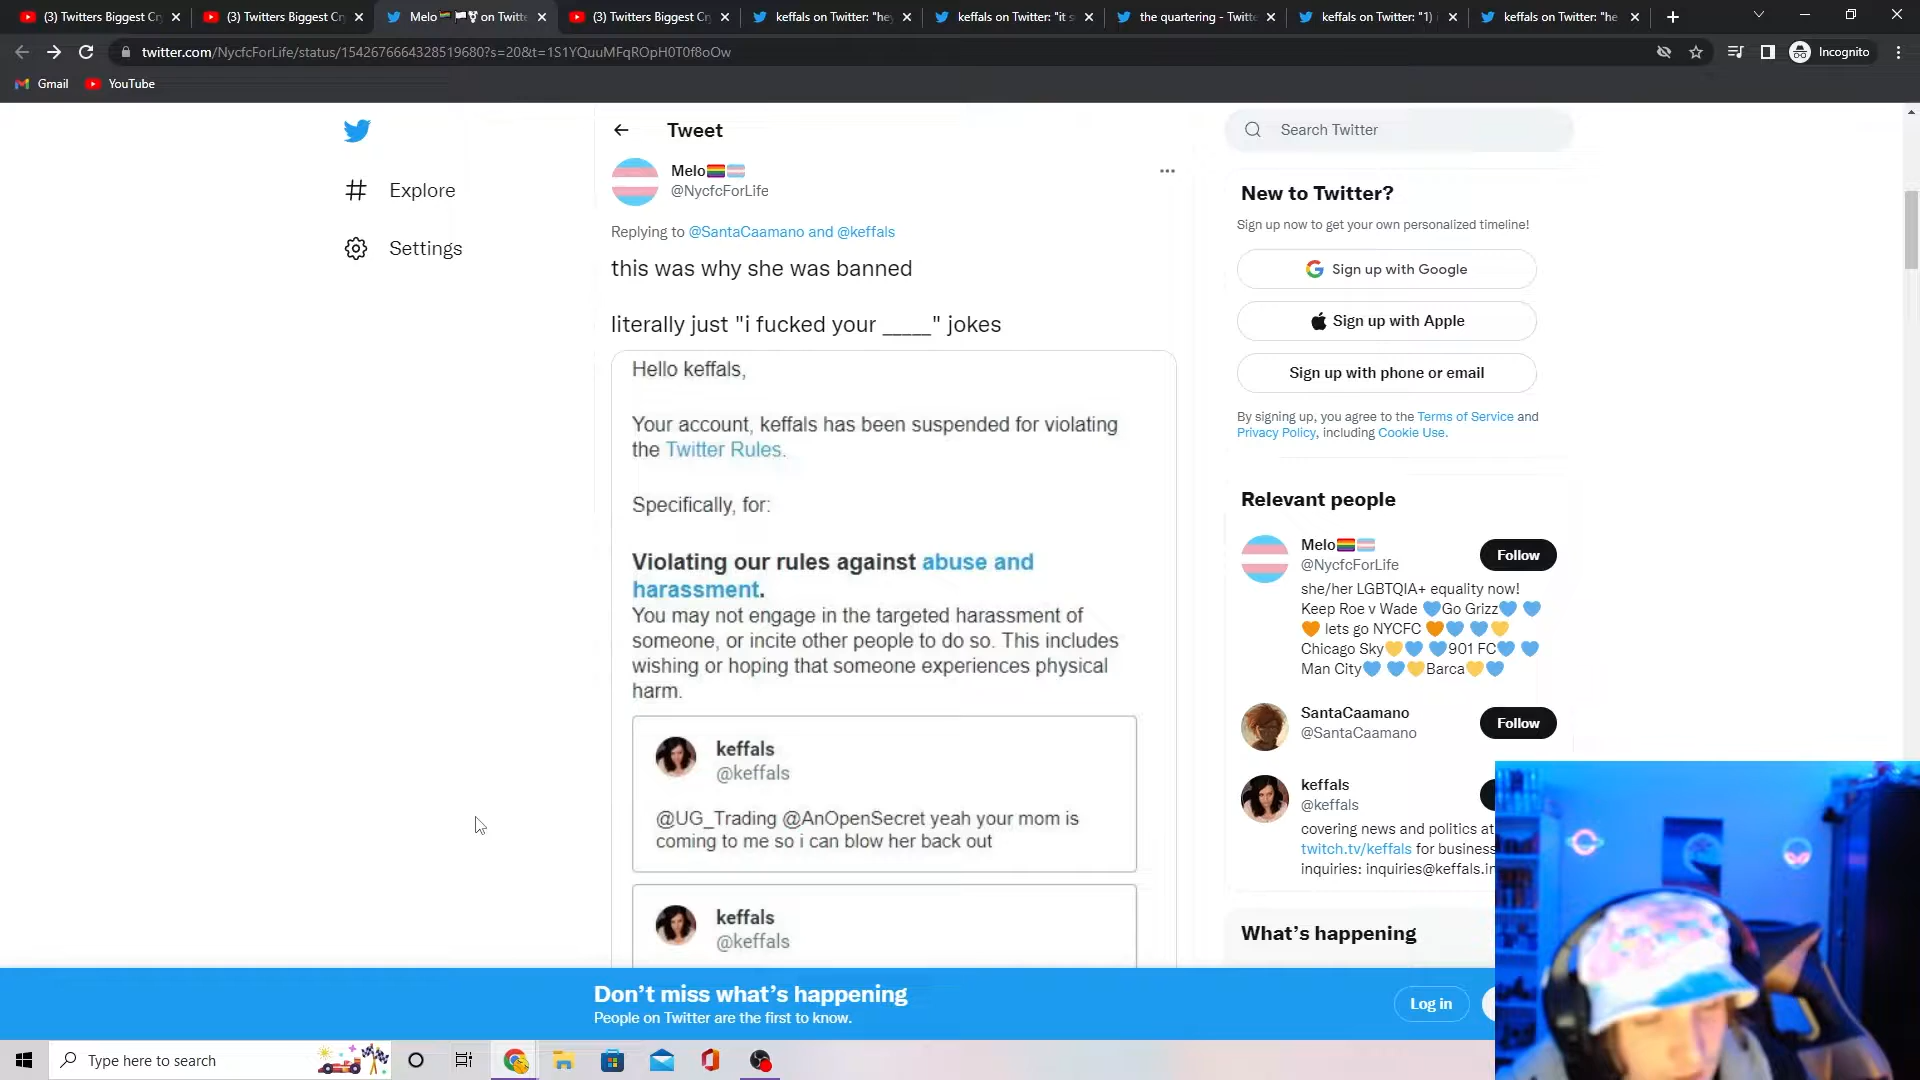 (3) Twitters Biggest Cr
(3) Twitters Biggest Cr
Melo on Twitte
(3) Twitters Biggest Cr
keffals on Twitter: "hey
keffals on Twitter: "it s
the quartering - Twitte
keffals on Twitter: "1)
keffals on Twitter: "he
twitter.com/NycfcForLife/status/1542676664328519680?s=20&t=1S1YQuuMFqROpH0T0f8oOw
Incognito
Gmail
YouTube
Explore
Settings
Tweet
Melo🏳️‍🌈🏳️‍⚧️
@NycfcForLife
Replying to @SantaCaamano and @keffals
this was why she was banned
literally just "i fucked your _____" jokes
Hello keffals,
Your account, keffals has been suspended for violating
the Twitter Rules.
Specifically, for:
Violating our rules against abuse and
harassment.
You may not engage in the targeted harassment of
someone, or incite other people to do so. This includes
wishing or hoping that someone experiences physical
harm.
keffals
@keffals
@UG_Trading @AnOpenSecret yeah your mom is
coming to me so i can blow her back out
keffals
@keffals
Search Twitter
New to Twitter?
Sign up now to get your own personalized timeline!
Sign up with Google
Sign up with Apple
Sign up with phone or email
By signing up, you agree to the Terms of Service and
Privacy Policy, including Cookie Use.
Relevant people
Melo🏳️‍🌈🏳️‍⚧️
@NycfcForLife
Follow
she/her LGBTQIA+ equality now!
Keep Roe v Wade 💙Go Grizz💙 💙
🧡 lets go NYCFC 🧡💙 💙 💛
Chicago Sky💛💙 💙901 FC💙 💙
Man City💙 💙💛Barca💛💙
SantaCaamano
@SantaCaamano
Follow
keffals
@keffals
covering news and politics at
twitch.tv/keffals for business
inquiries: inquiries@keffals.in
What's happening
Don't miss what's happening
People on Twitter are the first to know.
Log in
Type here to search